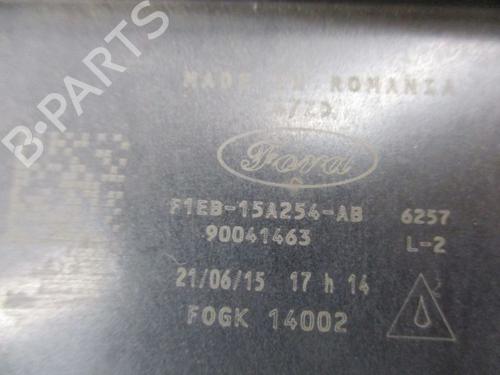 MADE IN ROMANIA
Ford
F1EB-15A254-AB 6257
90041463 L-2
21/06/15 17 h 14
FOGK 14002
B-PARTS